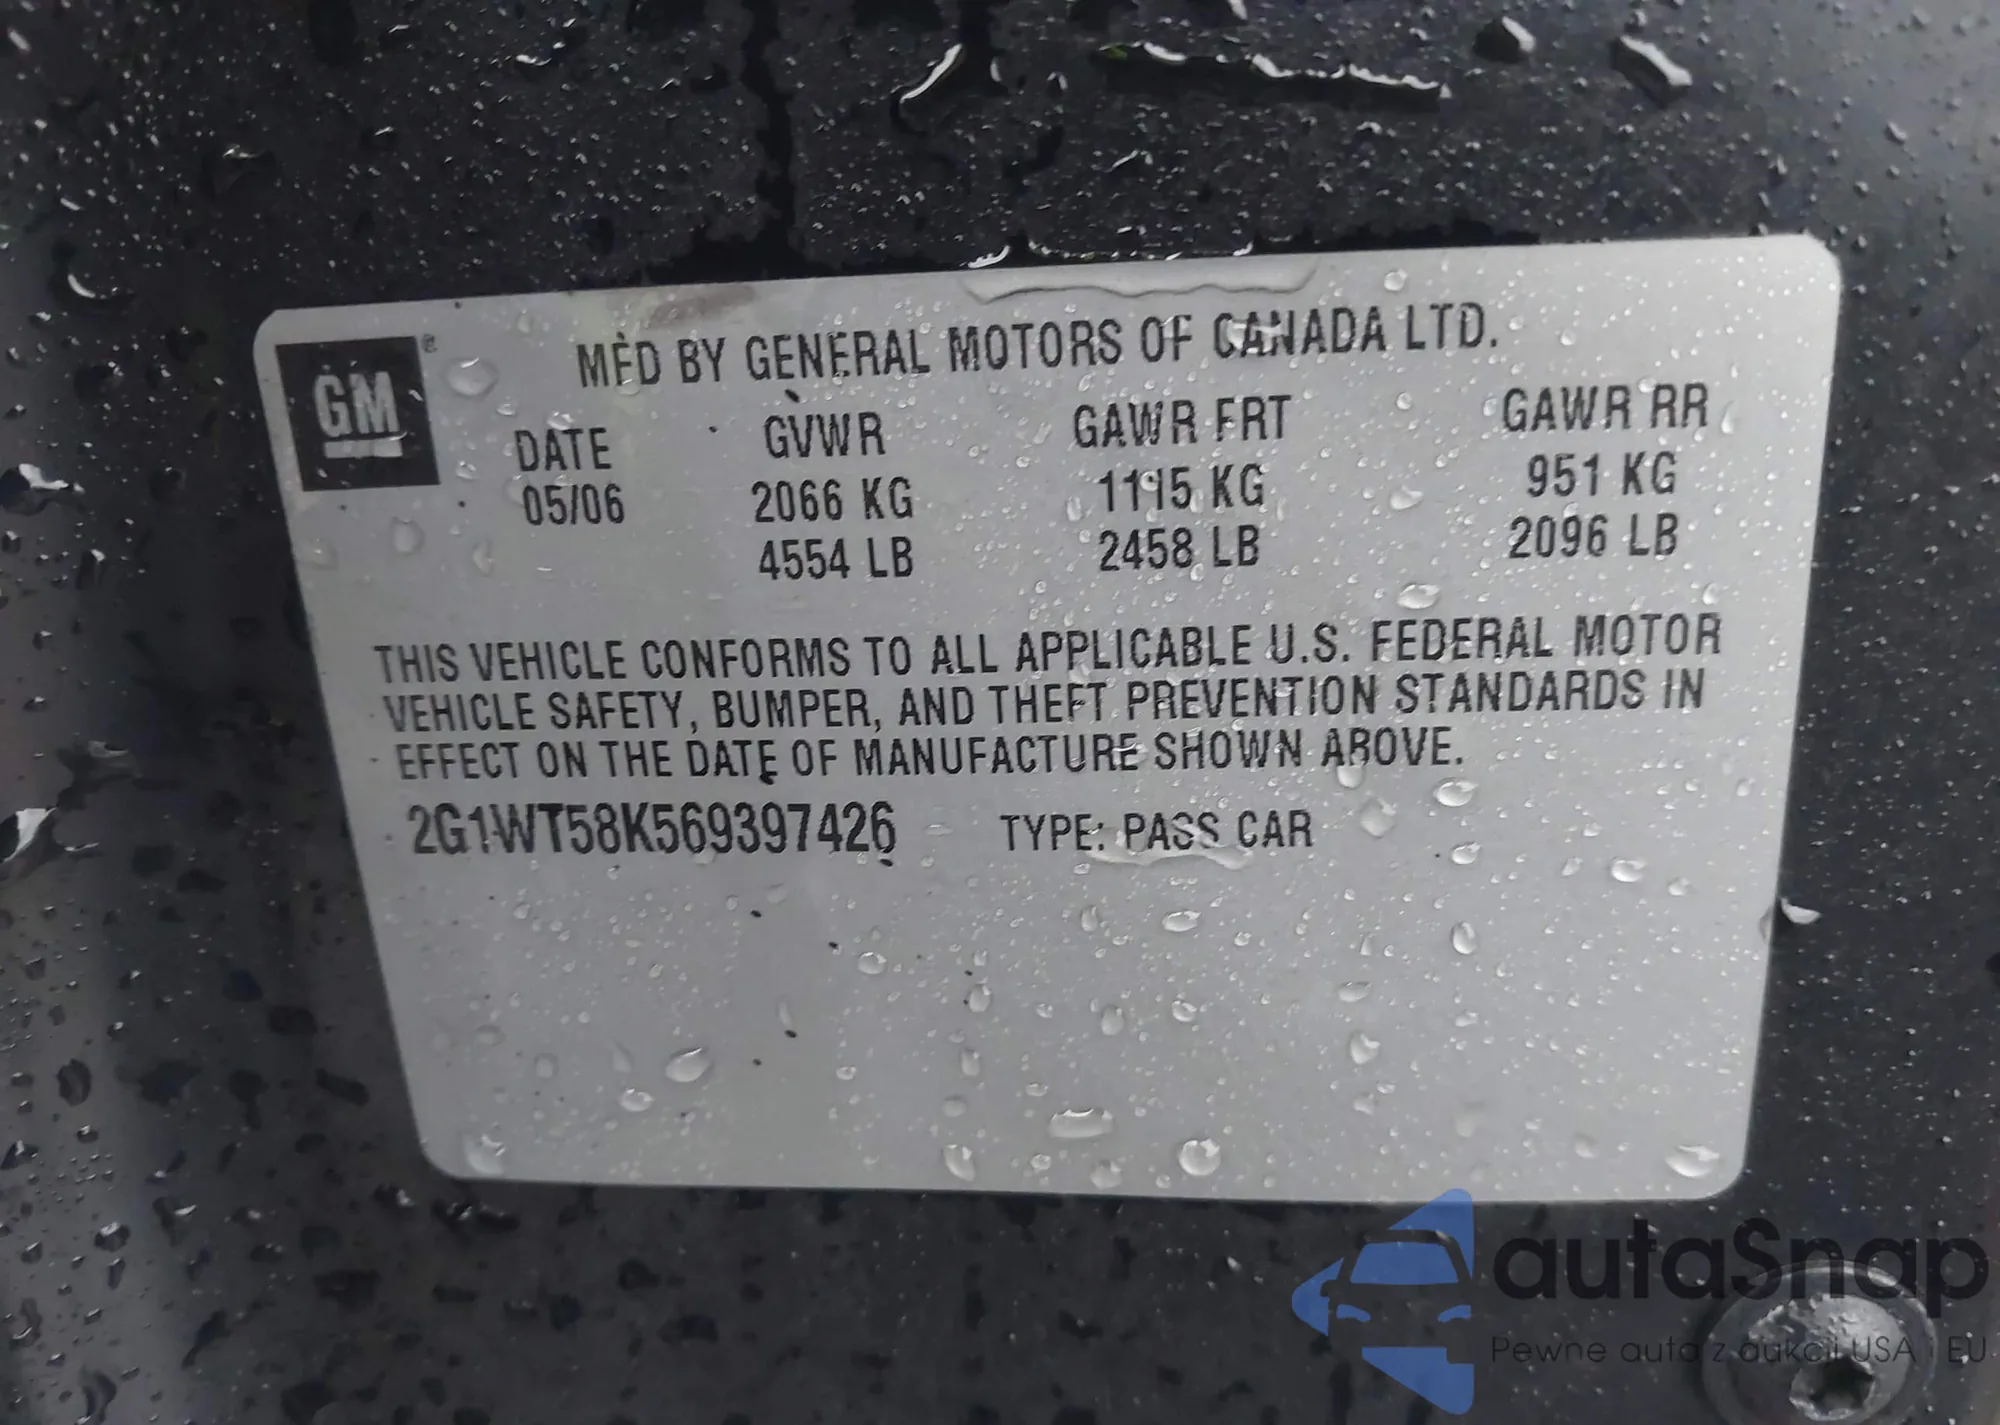 GM
MFD BY GENERAL MOTORS OF CANADA LTD.
DATE GVWR GAWR FRT GAWR RR
05/06 2066 KG 1115 KG 951 KG
4554 LB 2458 LB 2096 LB
THIS VEHICLE CONFORMS TO ALL APPLICABLE U.S. FEDERAL MOTOR
VEHICLE SAFETY, BUMPER, AND THEFT PREVENTION STANDARDS IN
EFFECT ON THE DATE OF MANUFACTURE SHOWN ABOVE.
2G1WT58K569397426 TYPE: PASS CAR
autaSnap
Pewne auta z aukcji USA i EU